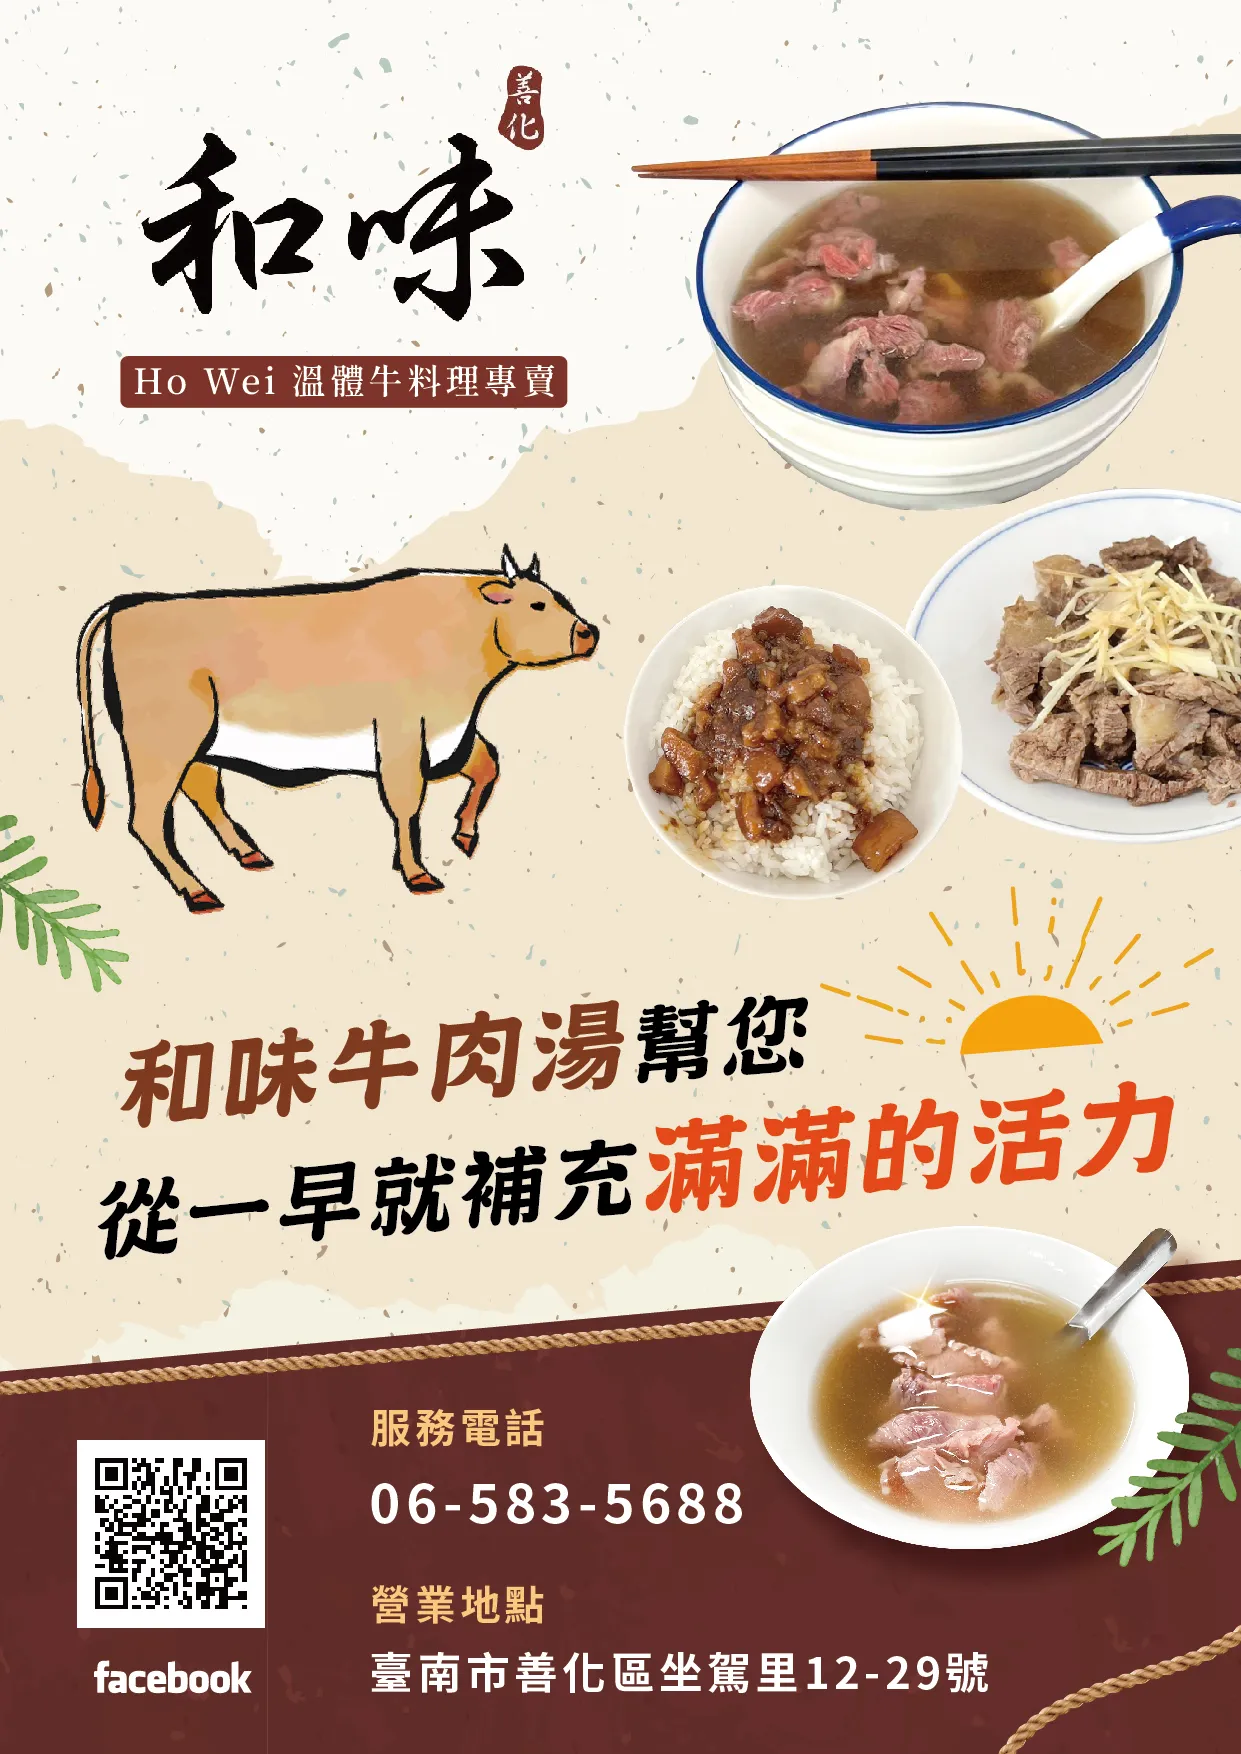 善化
和味
Ho Wei 溫體牛料理專賣
和味牛肉湯幫您
從一早就補充滿滿的活力
服務電話
06-583-5688
營業地點
臺南市善化區坐駕里12-29號
facebook